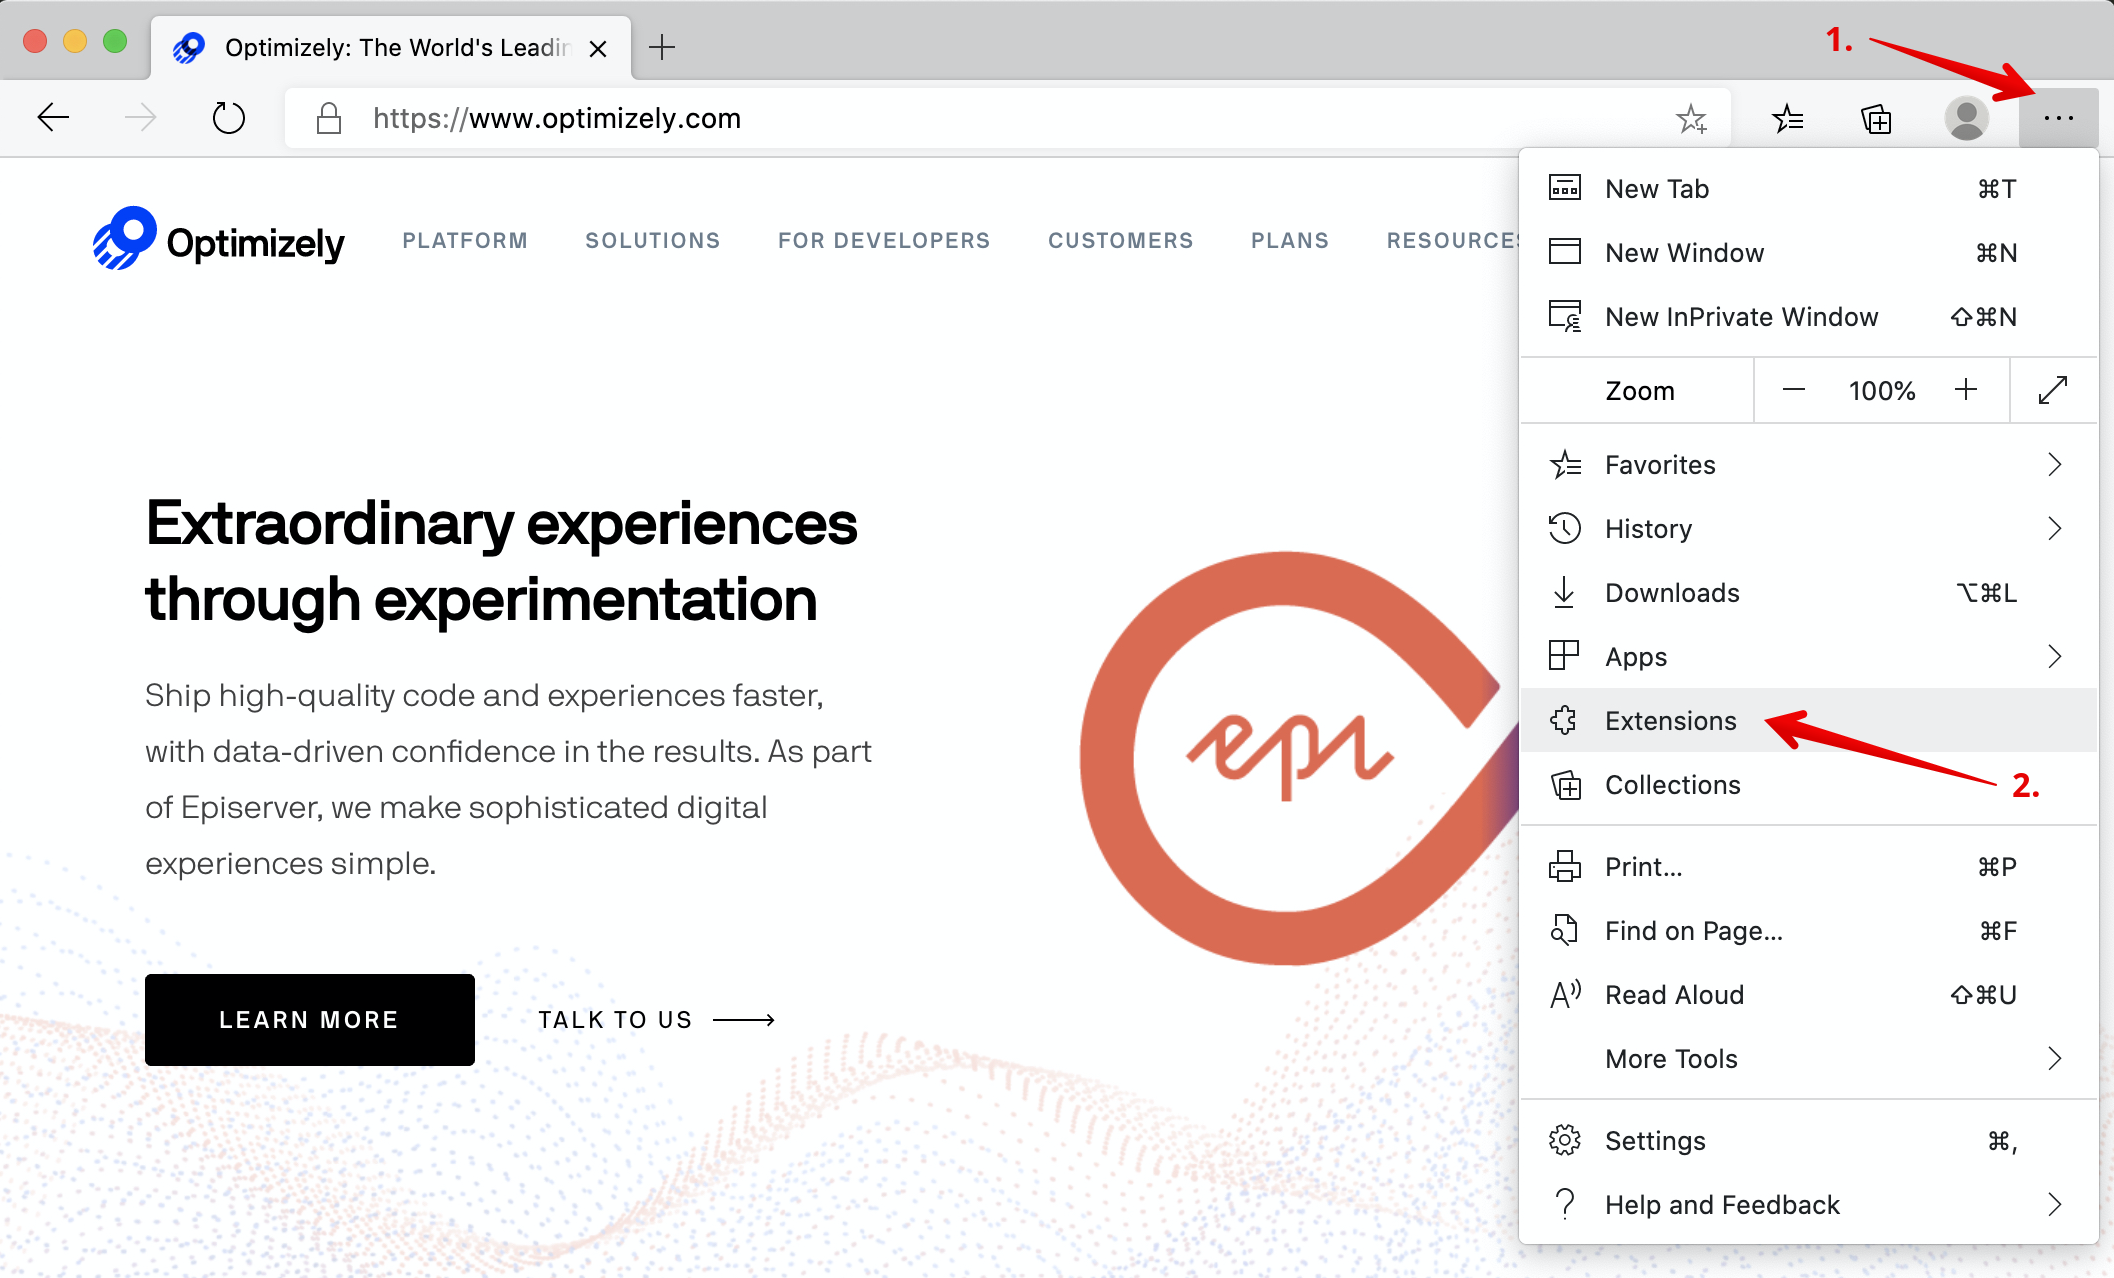 Optimizely: The World's Leadin
1.
https://www.optimizely.com
Optimizely
PLATFORM
SOLUTIONS
FOR DEVELOPERS
CUSTOMERS
PLANS
RESOURCES
Extraordinary experiences
through experimentation
Ship high-quality code and experiences faster,
with data-driven confidence in the results. As part
of Episerver, we make sophisticated digital
experiences simple.
LEARN MORE
TALK TO US
epi
New Tab ⌘T
New Window ⌘N
New InPrivate Window ⇧⌘N
Zoom 100%
Favorites
History
Downloads ⌥⌘L
Apps
Extensions
2.
Collections
Print... ⌘P
Find on Page... ⌘F
Read Aloud ⇧⌘U
More Tools
Settings ⌘,
Help and Feedback